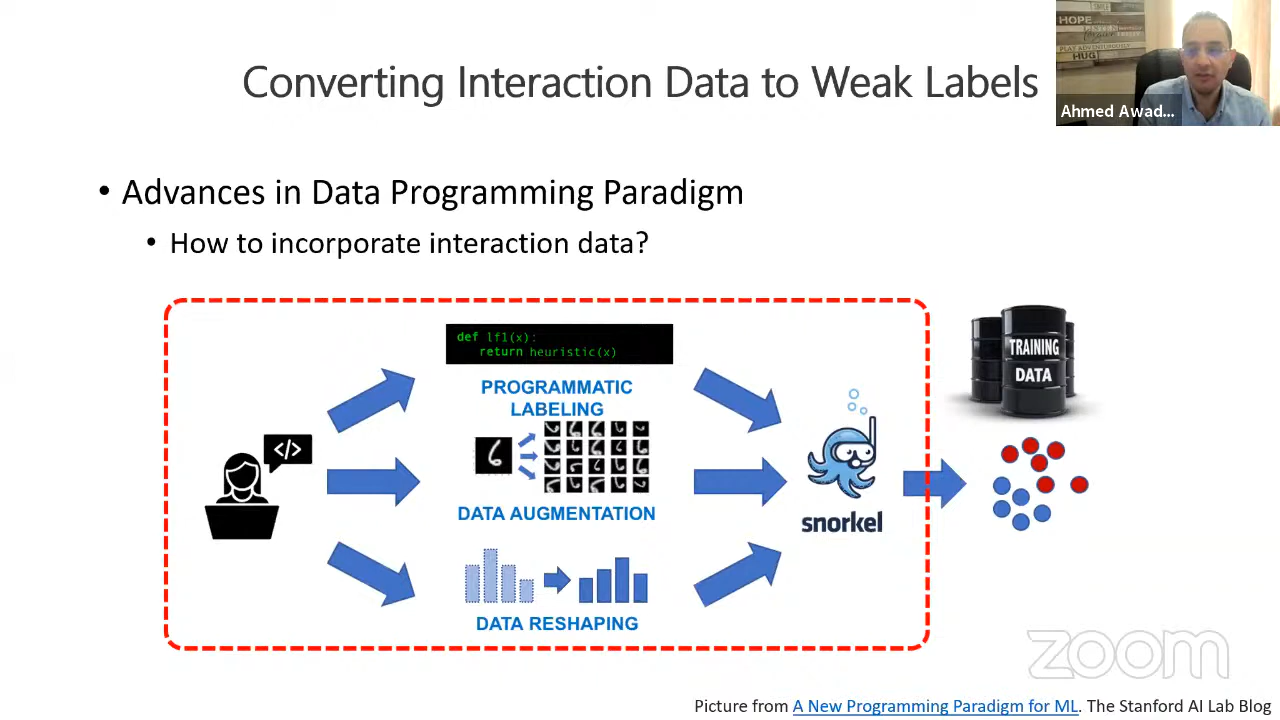 HOPE
HUG
Ahmed Awad...
Converting Interaction Data to Weak Labels
• Advances in Data Programming Paradigm
• How to incorporate interaction data?
def lf1(x):
return heuristic(x)
PROGRAMMATIC
LABELING
</>
DATA AUGMENTATION
DATA RESHAPING
snorkel
TRAINING
DATA
zoom
Picture from A New Programming Paradigm for ML. The Stanford AI Lab Blog